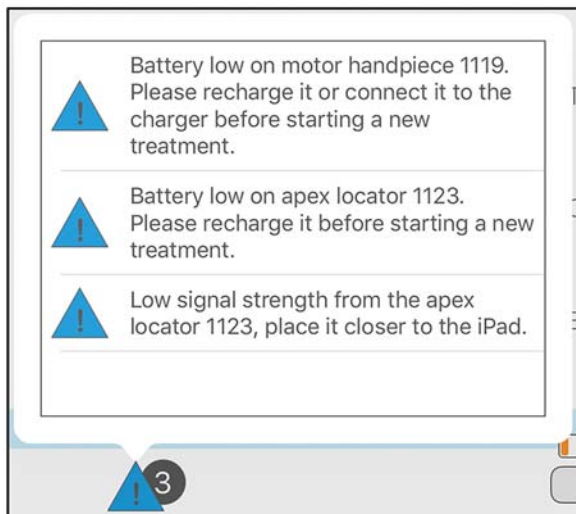 Battery low on motor handpiece 1119.
Please recharge it or connect it to the
charger before starting a new
treatment.
Battery low on apex locator 1123.
Please recharge it before starting a new
treatment.
Low signal strength from the apex
locator 1123, place it closer to the iPad.
3